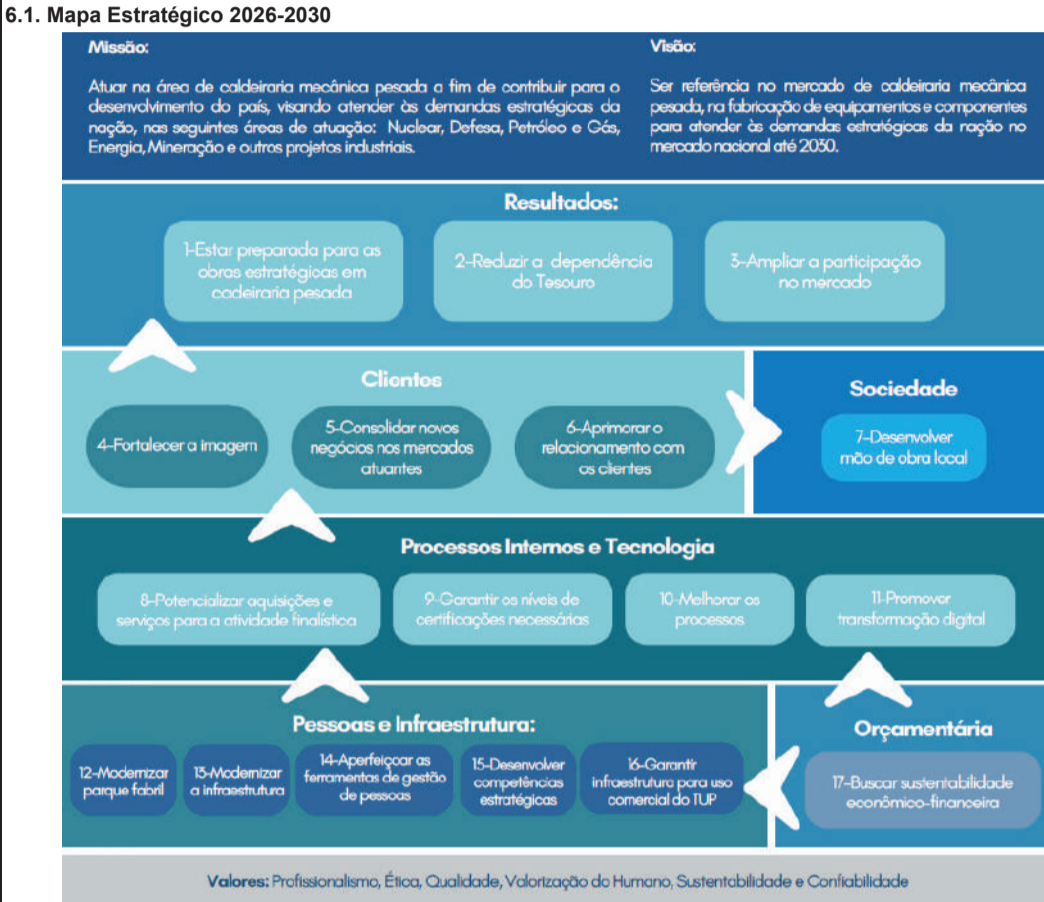 6.1. Mapa Estratégico 2026-2030
Missão:
Atuar na área de caldeiraria mecânica pesada a fim de contribuir para o
desenvolvimento do país, visando atender às demandas estratégicas da
nação, nas seguintes áreas de atuação: Nuclear, Defesa, Petróleo e Gás,
Energia, Mineração e outros projetos industriais.
Visão:
Ser referência no mercado de caldeiraria mecânica
pesada, na fabricação de equipamentos e componentes
para atender às demandas estratégicas da nação no
mercado nacional até 2030.
Resultados:
1-Estar preparada para as
obras estratégicas em
cadeiraria pesada
2-Reduzir a dependência
do Tesouro
3-Ampliar a participação
no mercado
Clientes
4-Fortalecer a imagem
5-Consolidar novos
negócios nos mercados
atuantes
6-Aprimorar o
relacionamento com
os clientes
Sociedade
7-Desenvolver
mão de obra local
Processos Internos e Tecnologia
8-Potencializar aquisições e
serviços para a atividade finalística
9-Garantir os níveis de
certificações necessárias
10-Melhorar os
processos
11-Promover
transformação digital
Pessoas e Infraestrutura:
12-Modernizar
parque fabril
13-Modernizar
a infraestrutura
14-Aperfeiçoar as
ferramentas de gestão
de pessoas
15-Desenvolver
competências
estratégicas
16-Garantir
infraestrutura para uso
comercial do TUP
Orçamentária
17-Buscar sustentabilidade
econômico-financeira
Valores: Profissionalismo, Ética, Qualidade, Valorização do Humano, Sustentabilidade e Confiabilidade